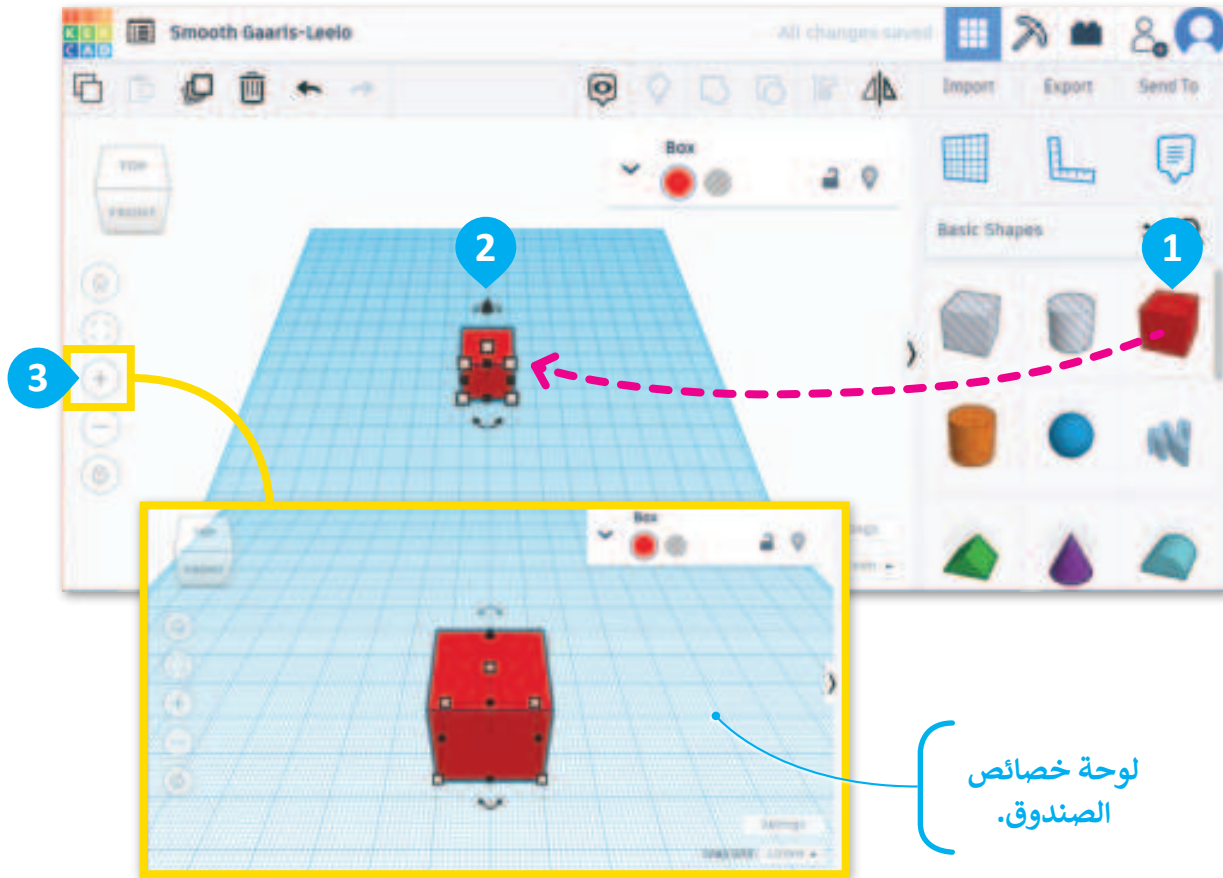 Smooth Gaaris-Leelo
All changes saved
Import
Export
Send To
TOP
FRONT
Box
Basic Shapes
1
2
3
TOP
FRONT
Box
Settings
لوحة خصائص
الصندوق.